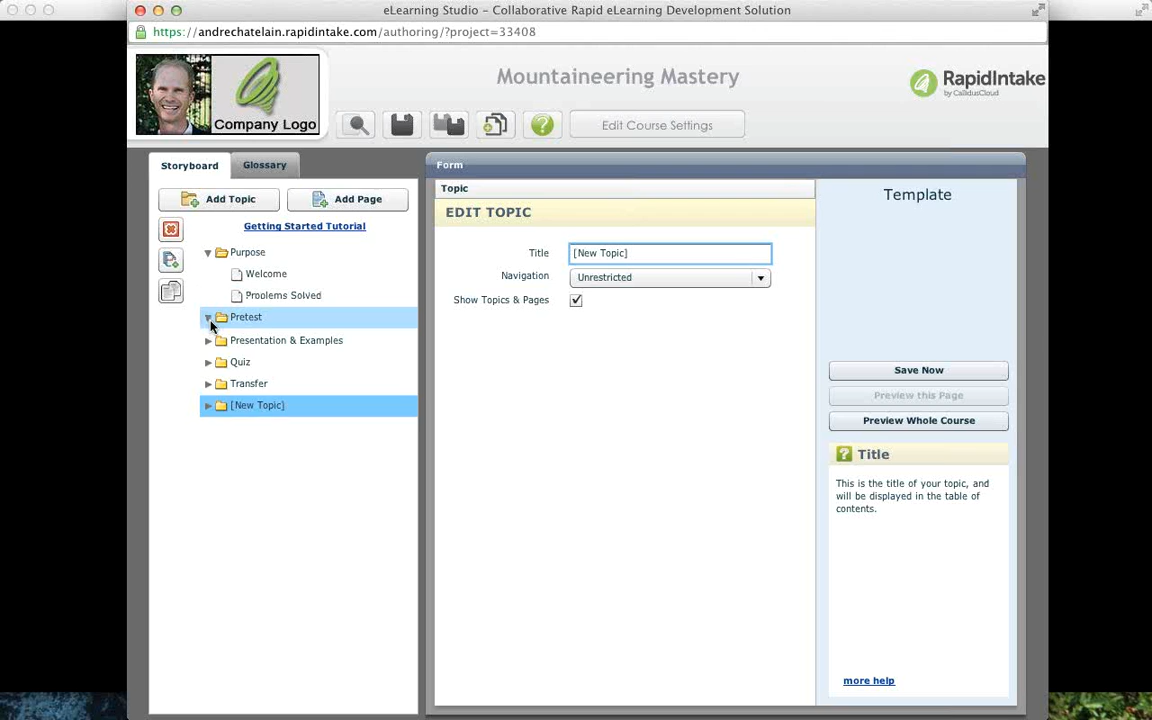 eLearning Studio – Collaborative Rapid eLearning Development Solution
https://andrechatelain.rapidintake.com/authoring/?project=33408
Company Logo
Mountaineering Mastery
RapidIntake
by CallidusCloud
Edit Course Settings
Storyboard
Glossary
Add Topic
Add Page
Getting Started Tutorial
Purpose
Welcome
Problems Solved
Pretest
Presentation & Examples
Quiz
Transfer
[New Topic]
Form
Topic
EDIT TOPIC
Title
[New Topic]
Navigation
Unrestricted
Show Topics & Pages
Template
Save Now
Preview this Page
Preview Whole Course
? Title
This is the title of your topic, and
will be displayed in the table of
contents.
more help